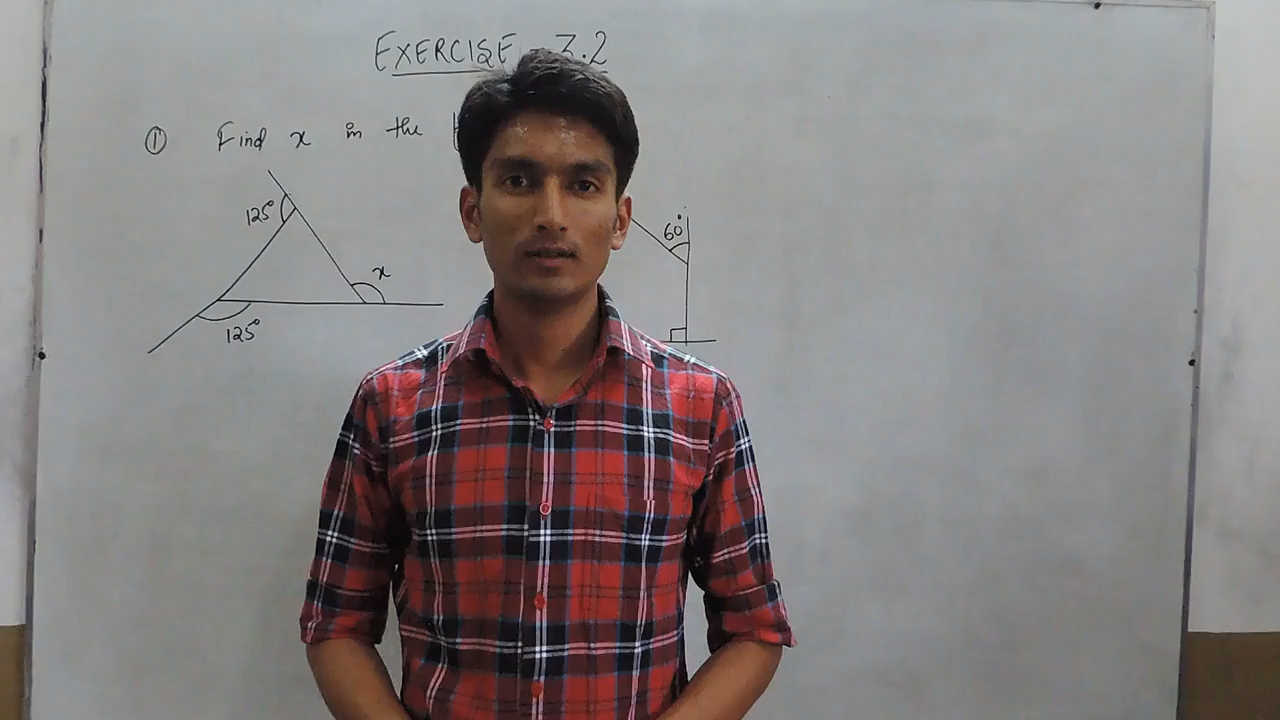 EXERCISE - 3.2
① Find x in the
125°
60°
x
125°